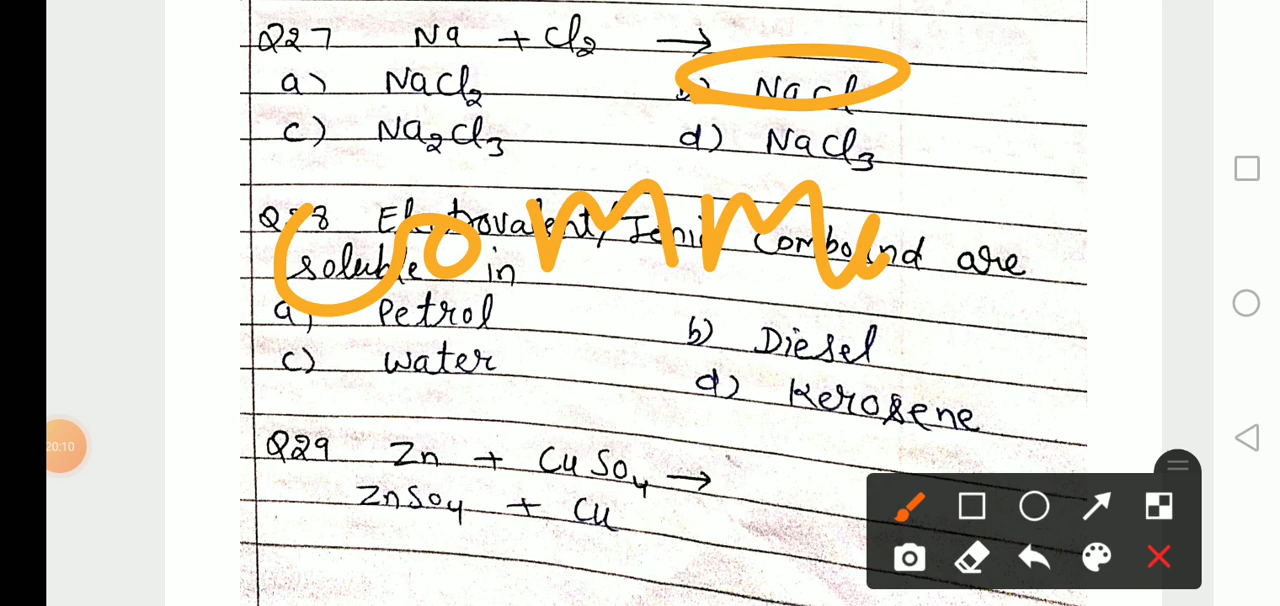 Q27 Na + Cl2 →
a) NaCl2 b) NaCl
c) Na2Cl3 d) NaCl3
Q28 Electrovalent/Ionic Compound are
soluble in
a) Petrol b) Diesel
c) water d) Kerosene
Q29 Zn + CuSO4 →
ZnSO4 + Cu
20:10